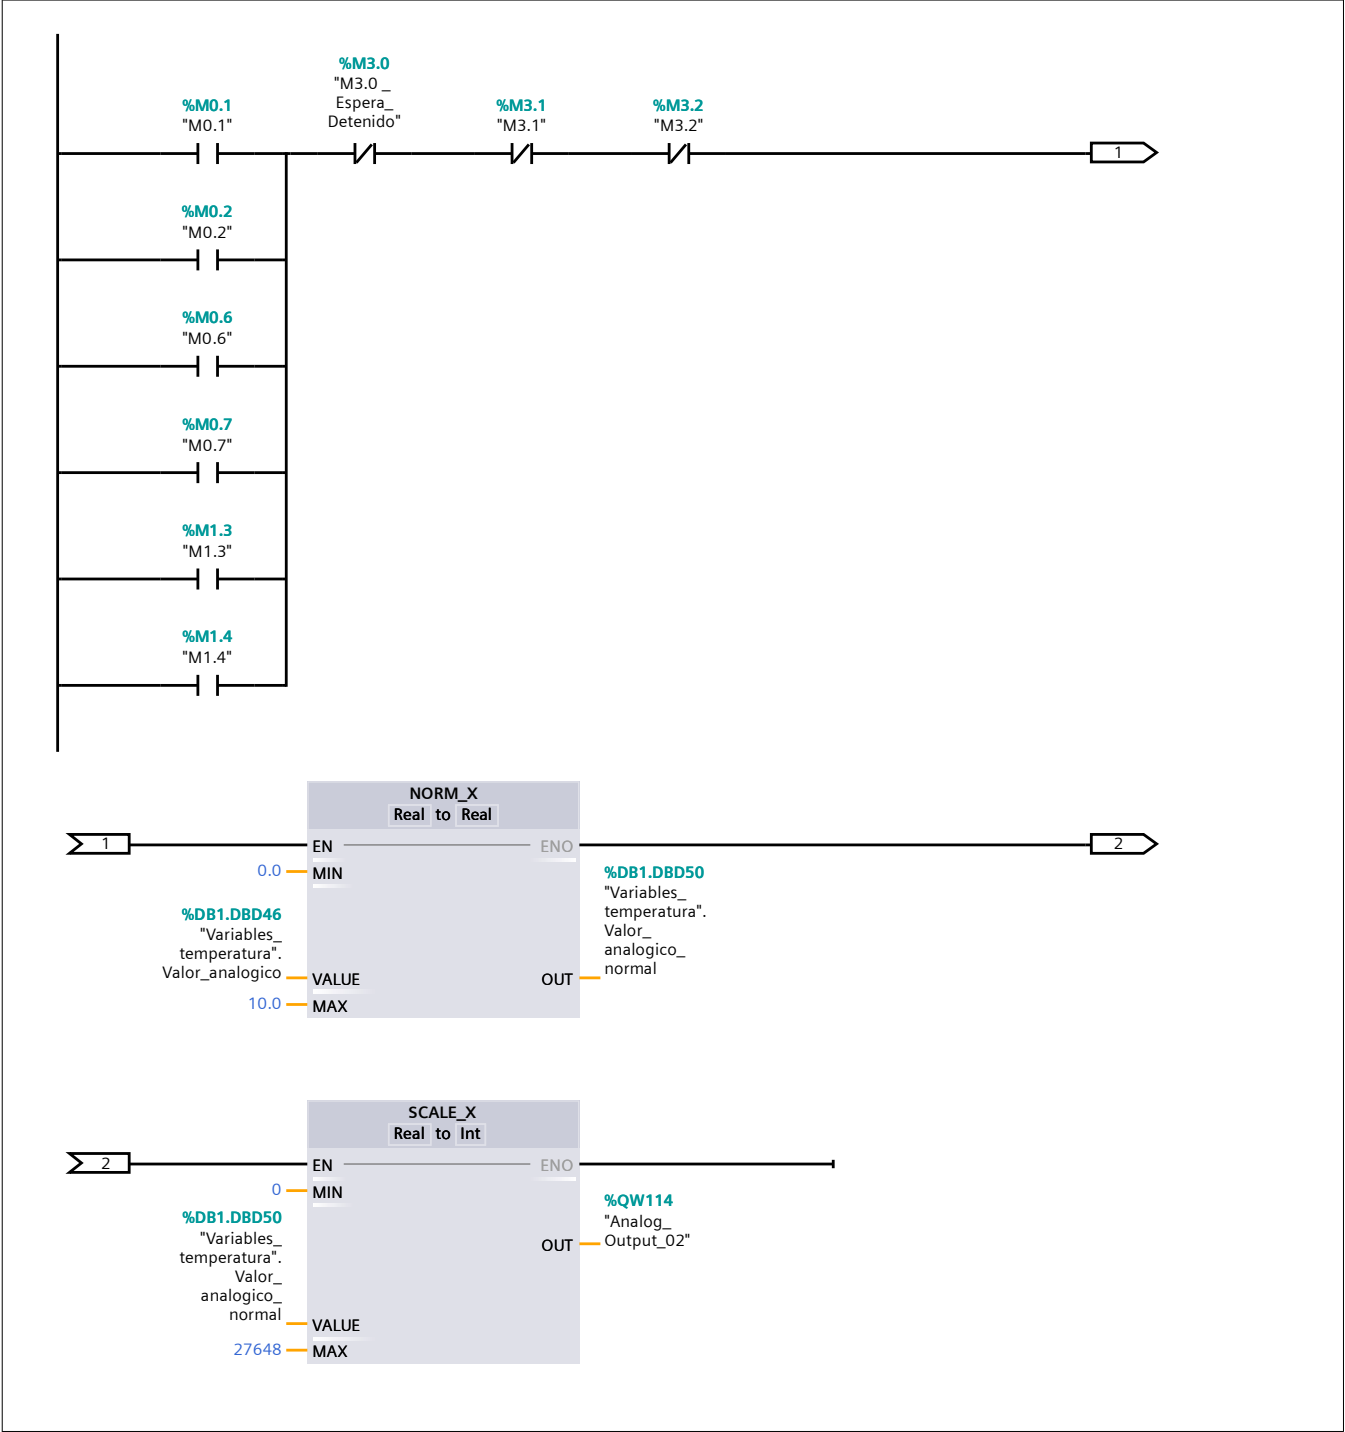 %M3.0
"M3.0 _
Espera_
Detenido"
%M0.1
"M0.1"
%M3.1
"M3.1"
%M3.2
"M3.2"
1
%M0.2
"M0.2"
%M0.6
"M0.6"
%M0.7
"M0.7"
%M1.3
"M1.3"
%M1.4
"M1.4"
NORM_X
Real to Real
1
EN
ENO
2
0.0
MIN
%DB1.DBD46
"Variables_
temperatura".
Valor_analogico
VALUE
10.0
MAX
OUT
%DB1.DBD50
"Variables_
temperatura".
Valor_
analogico_
normal
SCALE_X
Real to Int
2
EN
ENO
0
MIN
%DB1.DBD50
"Variables_
temperatura".
Valor_
analogico_
normal
VALUE
27648
MAX
OUT
%QW114
"Analog_
Output_02"